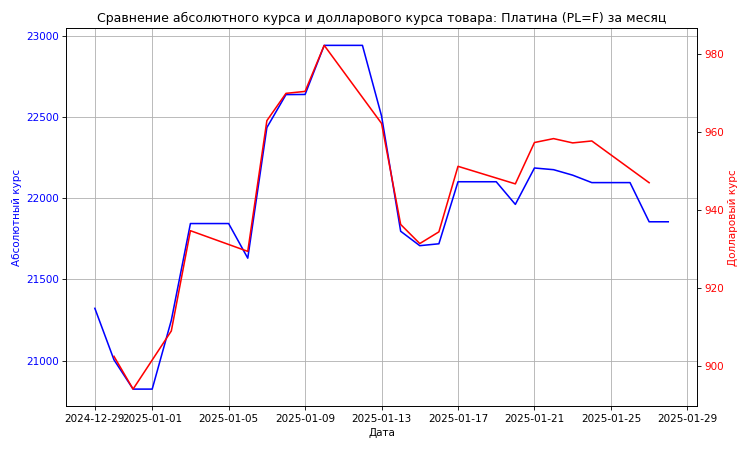 Сравнение абсолютного курса и долларового курса товара: Платина (PL=F) за месяц
23000
22500
22000
21500
21000
Абсолютный курс
980
960
940
920
900
Долларовый курс
2024-12-29 2025-01-01 2025-01-05 2025-01-09 2025-01-13 2025-01-17 2025-01-21 2025-01-25 2025-01-29
Дата